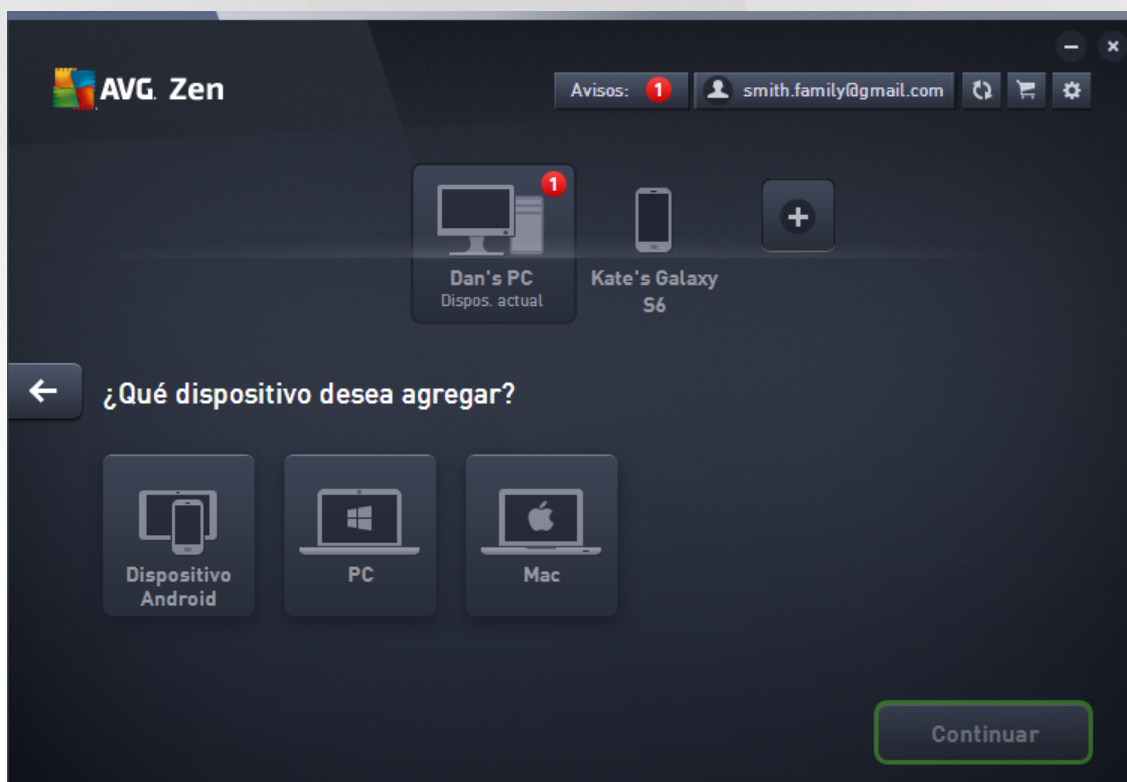 AVG. Zen
Avisos: 1
smith.family@gmail.com
1
Dan's PC
Dispos. actual
Kate's Galaxy
S6
¿Qué dispositivo desea agregar?
Dispositivo
Android
PC
Mac
Continuar